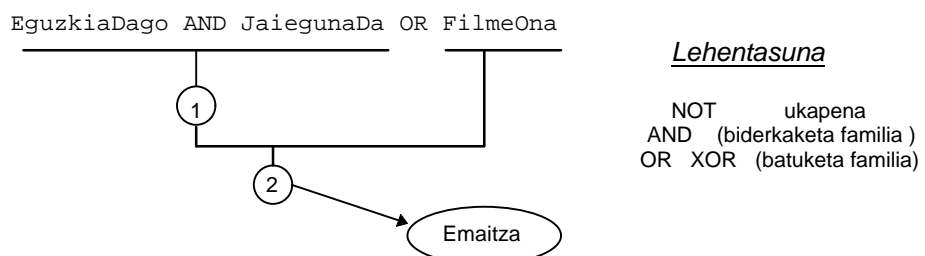 EguzkiaDago AND JaiegunaDa OR FilmeOna
Lehentasuna
1
NOT ukapena
AND (biderkaketa familia )
OR XOR (batuketa familia)
2
Emaitza